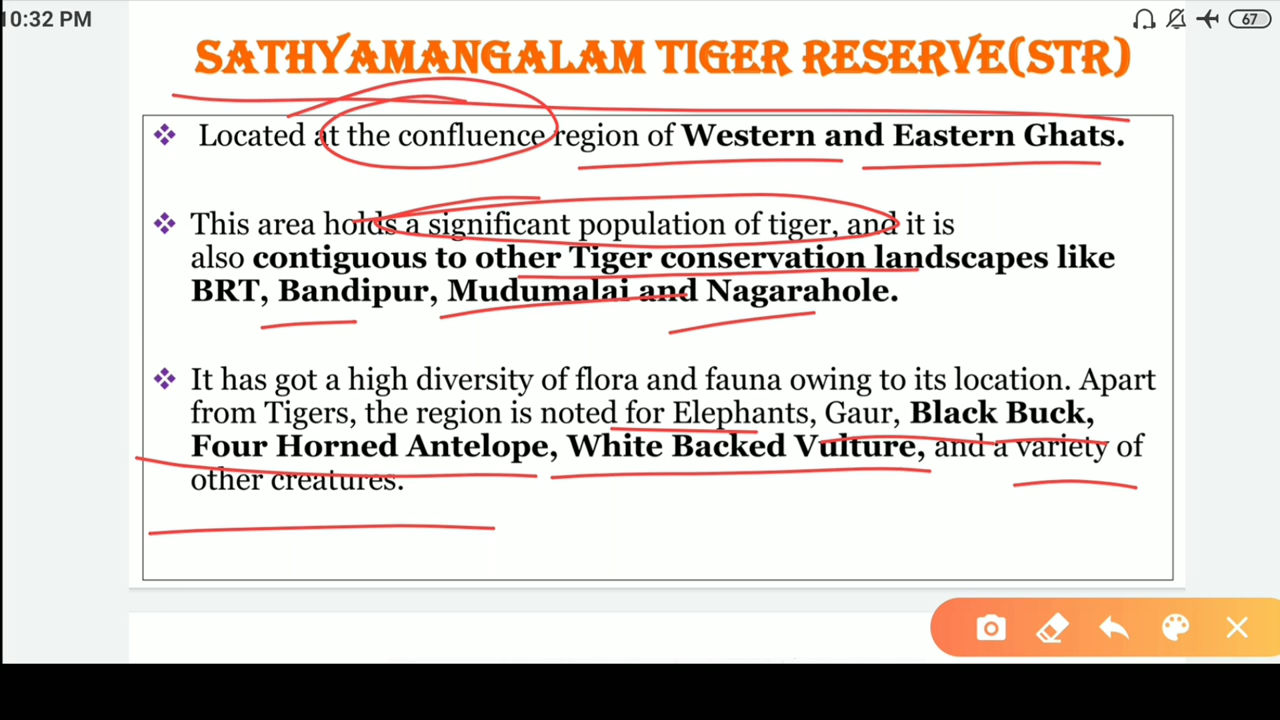 10:32 PM
67
SATHYAMANGALAM TIGER RESERVE(STR)
Located at the confluence region of Western and Eastern Ghats.
This area holds a significant population of tiger, and it is
also contiguous to other Tiger conservation landscapes like
BRT, Bandipur, Mudumalai and Nagarahole.
It has got a high diversity of flora and fauna owing to its location. Apart
from Tigers, the region is noted for Elephants, Gaur, Black Buck,
Four Horned Antelope, White Backed Vulture, and a variety of
other creatures.